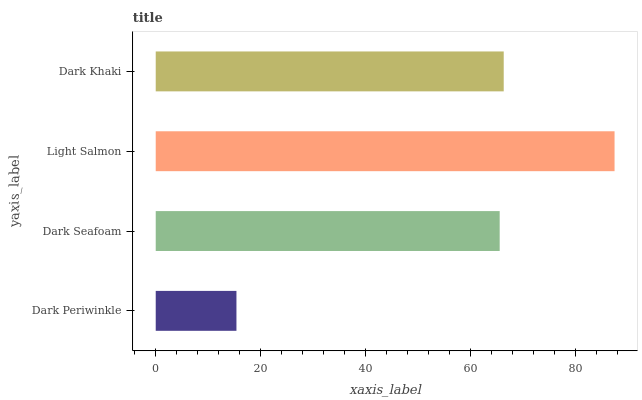 title
Dark Khaki
Light Salmon
Dark Seafoam
Dark Periwinkle
yaxis_label
0 20 40 60 80
xaxis_label